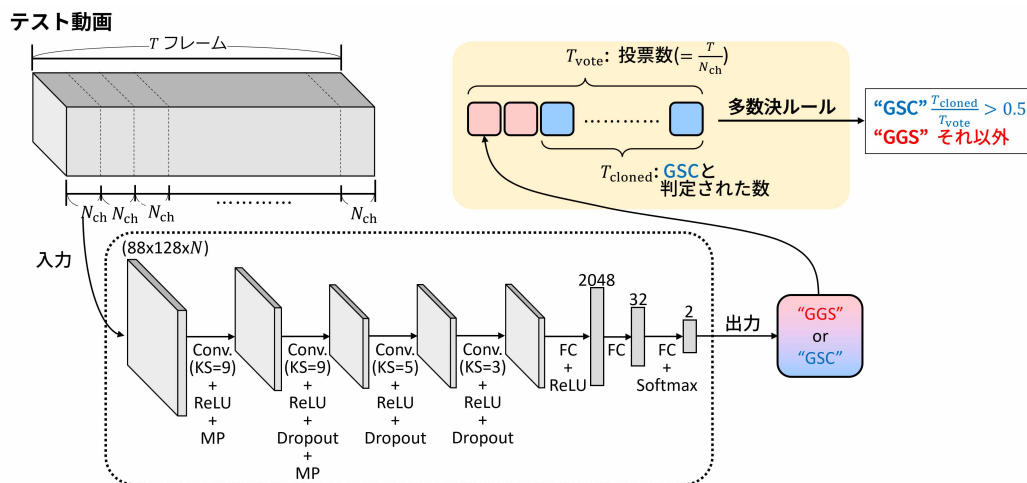 テスト動画
T フレーム
N_ch N_ch N_ch ………… N_ch
入力
T_vote: 投票数(= T/N_ch)
…………
T_cloned: GSCと
判定された数
多数決ルール
“GSC” T_cloned/T_vote > 0.5
“GGS” それ以外
(88x128xN)
Conv.
(KS=9)
+
ReLU
+
MP
Conv.
(KS=9)
+
ReLU
+
Dropout
+
MP
Conv.
(KS=5)
+
ReLU
+
Dropout
Conv.
(KS=3)
+
ReLU
+
Dropout
FC
+
ReLU
2048
FC
32
FC
+
Softmax
2
出力
“GGS”
or
“GSC”